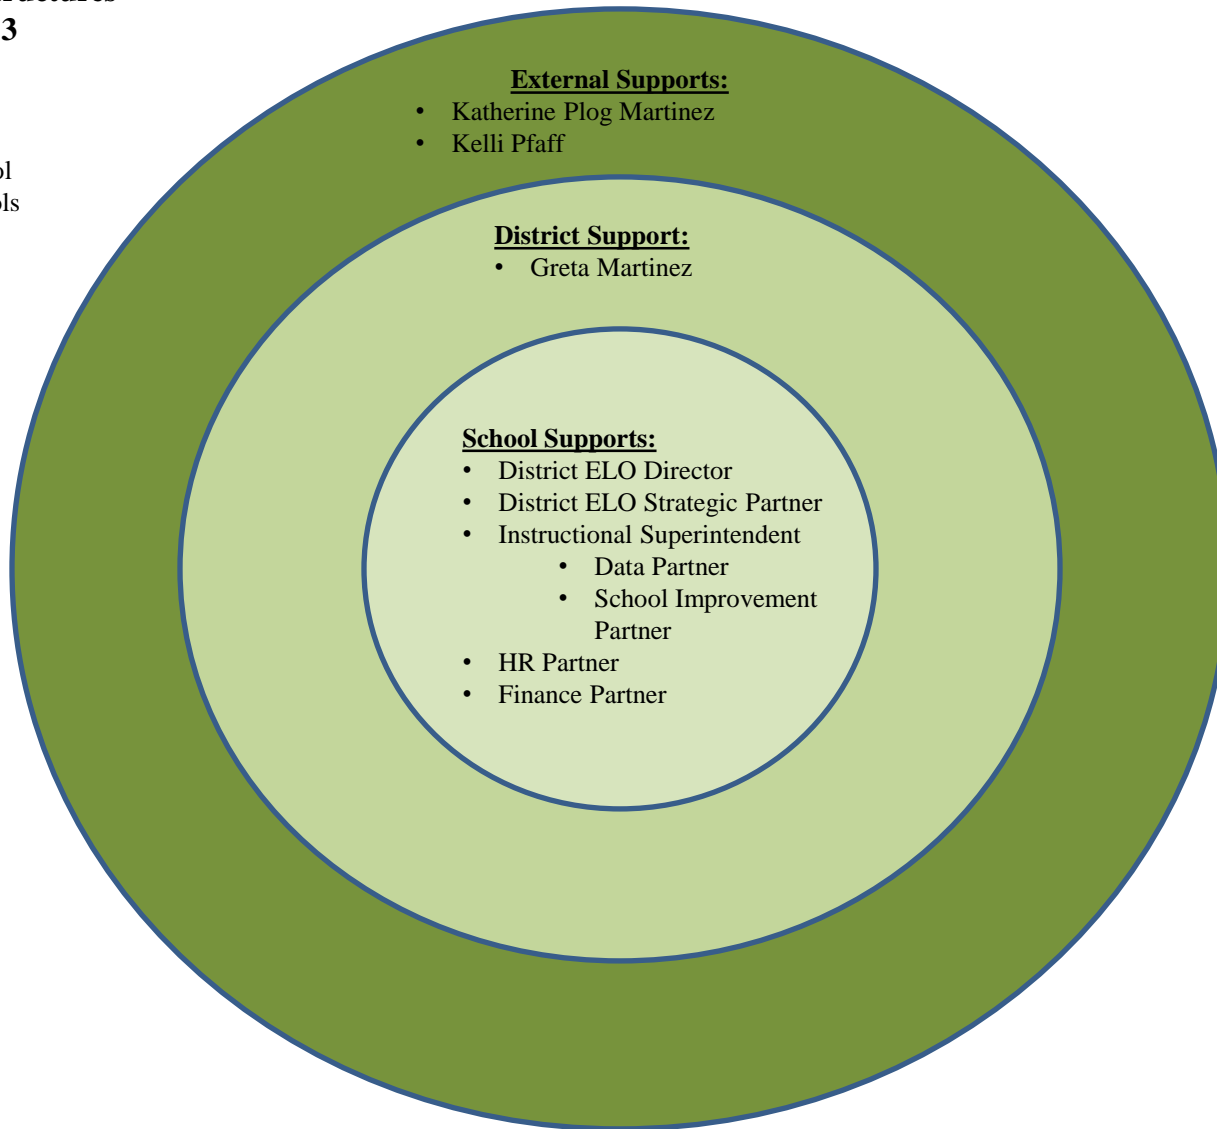 3
External Supports:
• Katherine Plog Martinez
• Kelli Pfaff
ols
District Support:
• Greta Martinez
School Supports:
• District ELO Director
• District ELO Strategic Partner
• Instructional Superintendent
• Data Partner
• School Improvement
Partner
• HR Partner
• Finance Partner